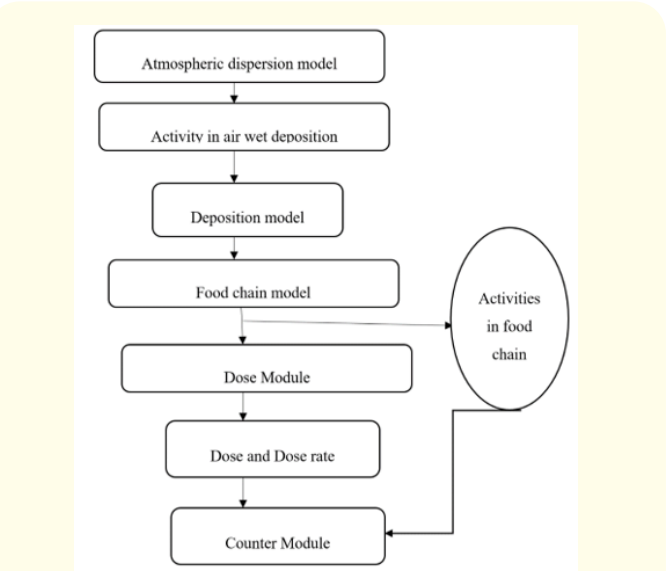 Atmospheric dispersion model
Activity in air wet deposition
Deposition model
Food chain model
Activities
in food
chain
Dose Module
Dose and Dose rate
Counter Module